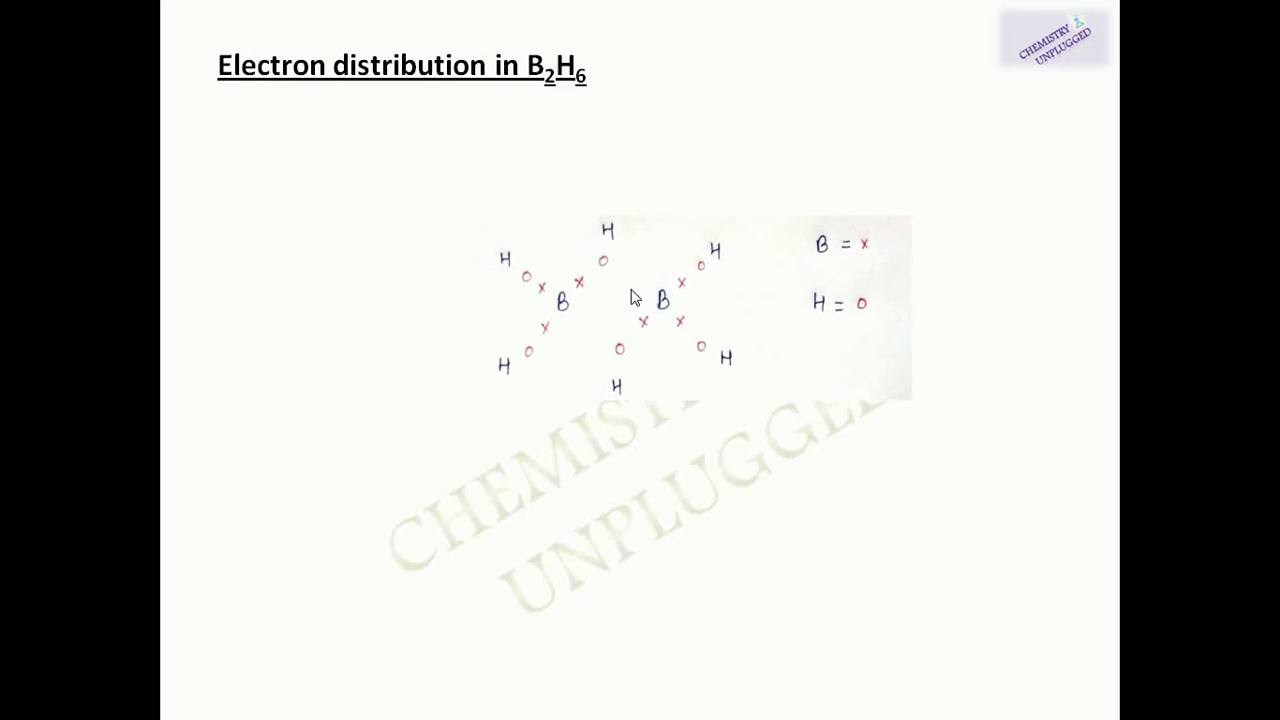 Electron distribution in B₂H₆
CHEMISTRY
UNPLUGGED
H
H
H
O
O
O
x
x
x
B
B
x
x
x
O
O
O
H
H
H
B = x
H = O
CHEMISTRY
UNPLUGGED